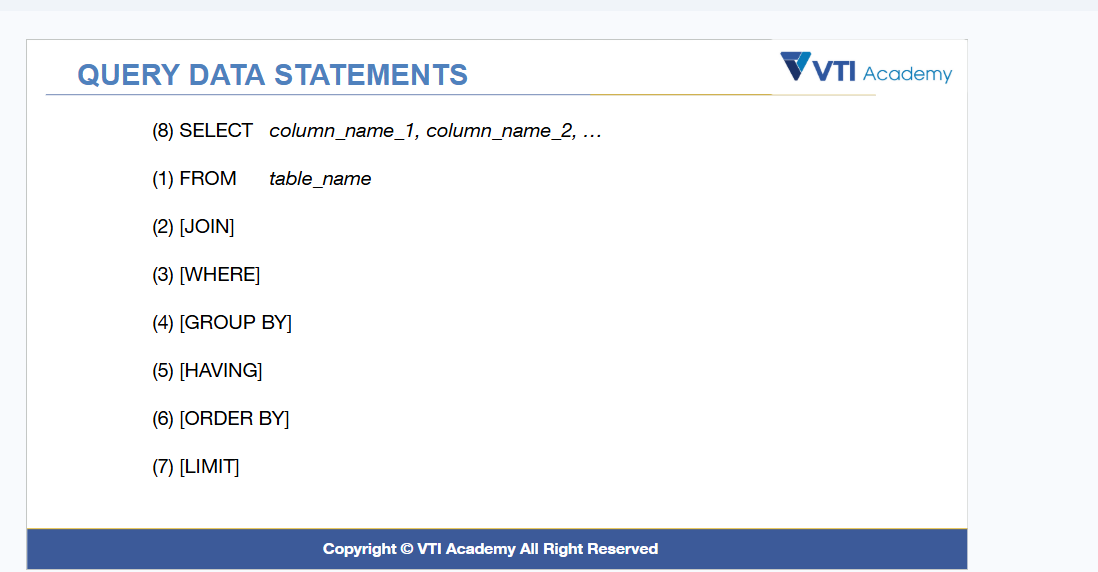 QUERY DATA STATEMENTS
VTI Academy
(8) SELECT column_name_1, column_name_2, …
(1) FROM table_name
(2) [JOIN]
(3) [WHERE]
(4) [GROUP BY]
(5) [HAVING]
(6) [ORDER BY]
(7) [LIMIT]
Copyright © VTI Academy All Right Reserved